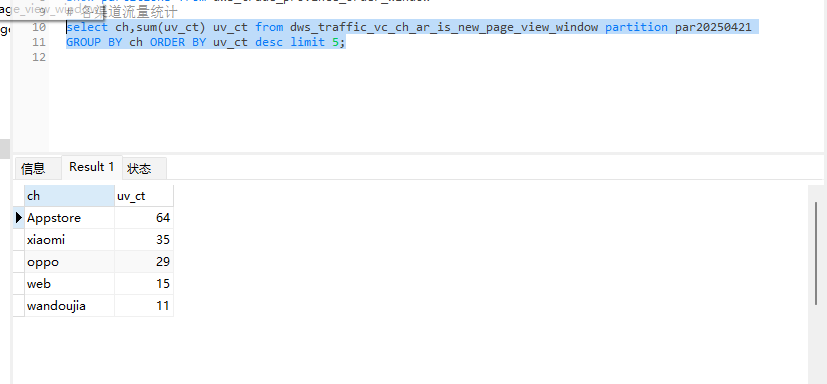 page_view_window
9 # 各渠道流量统计
10 select ch,sum(uv_ct) uv_ct from dws_traffic_vc_ch_ar_is_new_page_view_window partition par20250421
11 GROUP BY ch ORDER BY uv_ct desc limit 5;
12
信息 Result 1 状态
ch uv_ct
Appstore 64
xiaomi 35
oppo 29
web 15
wandoujia 11